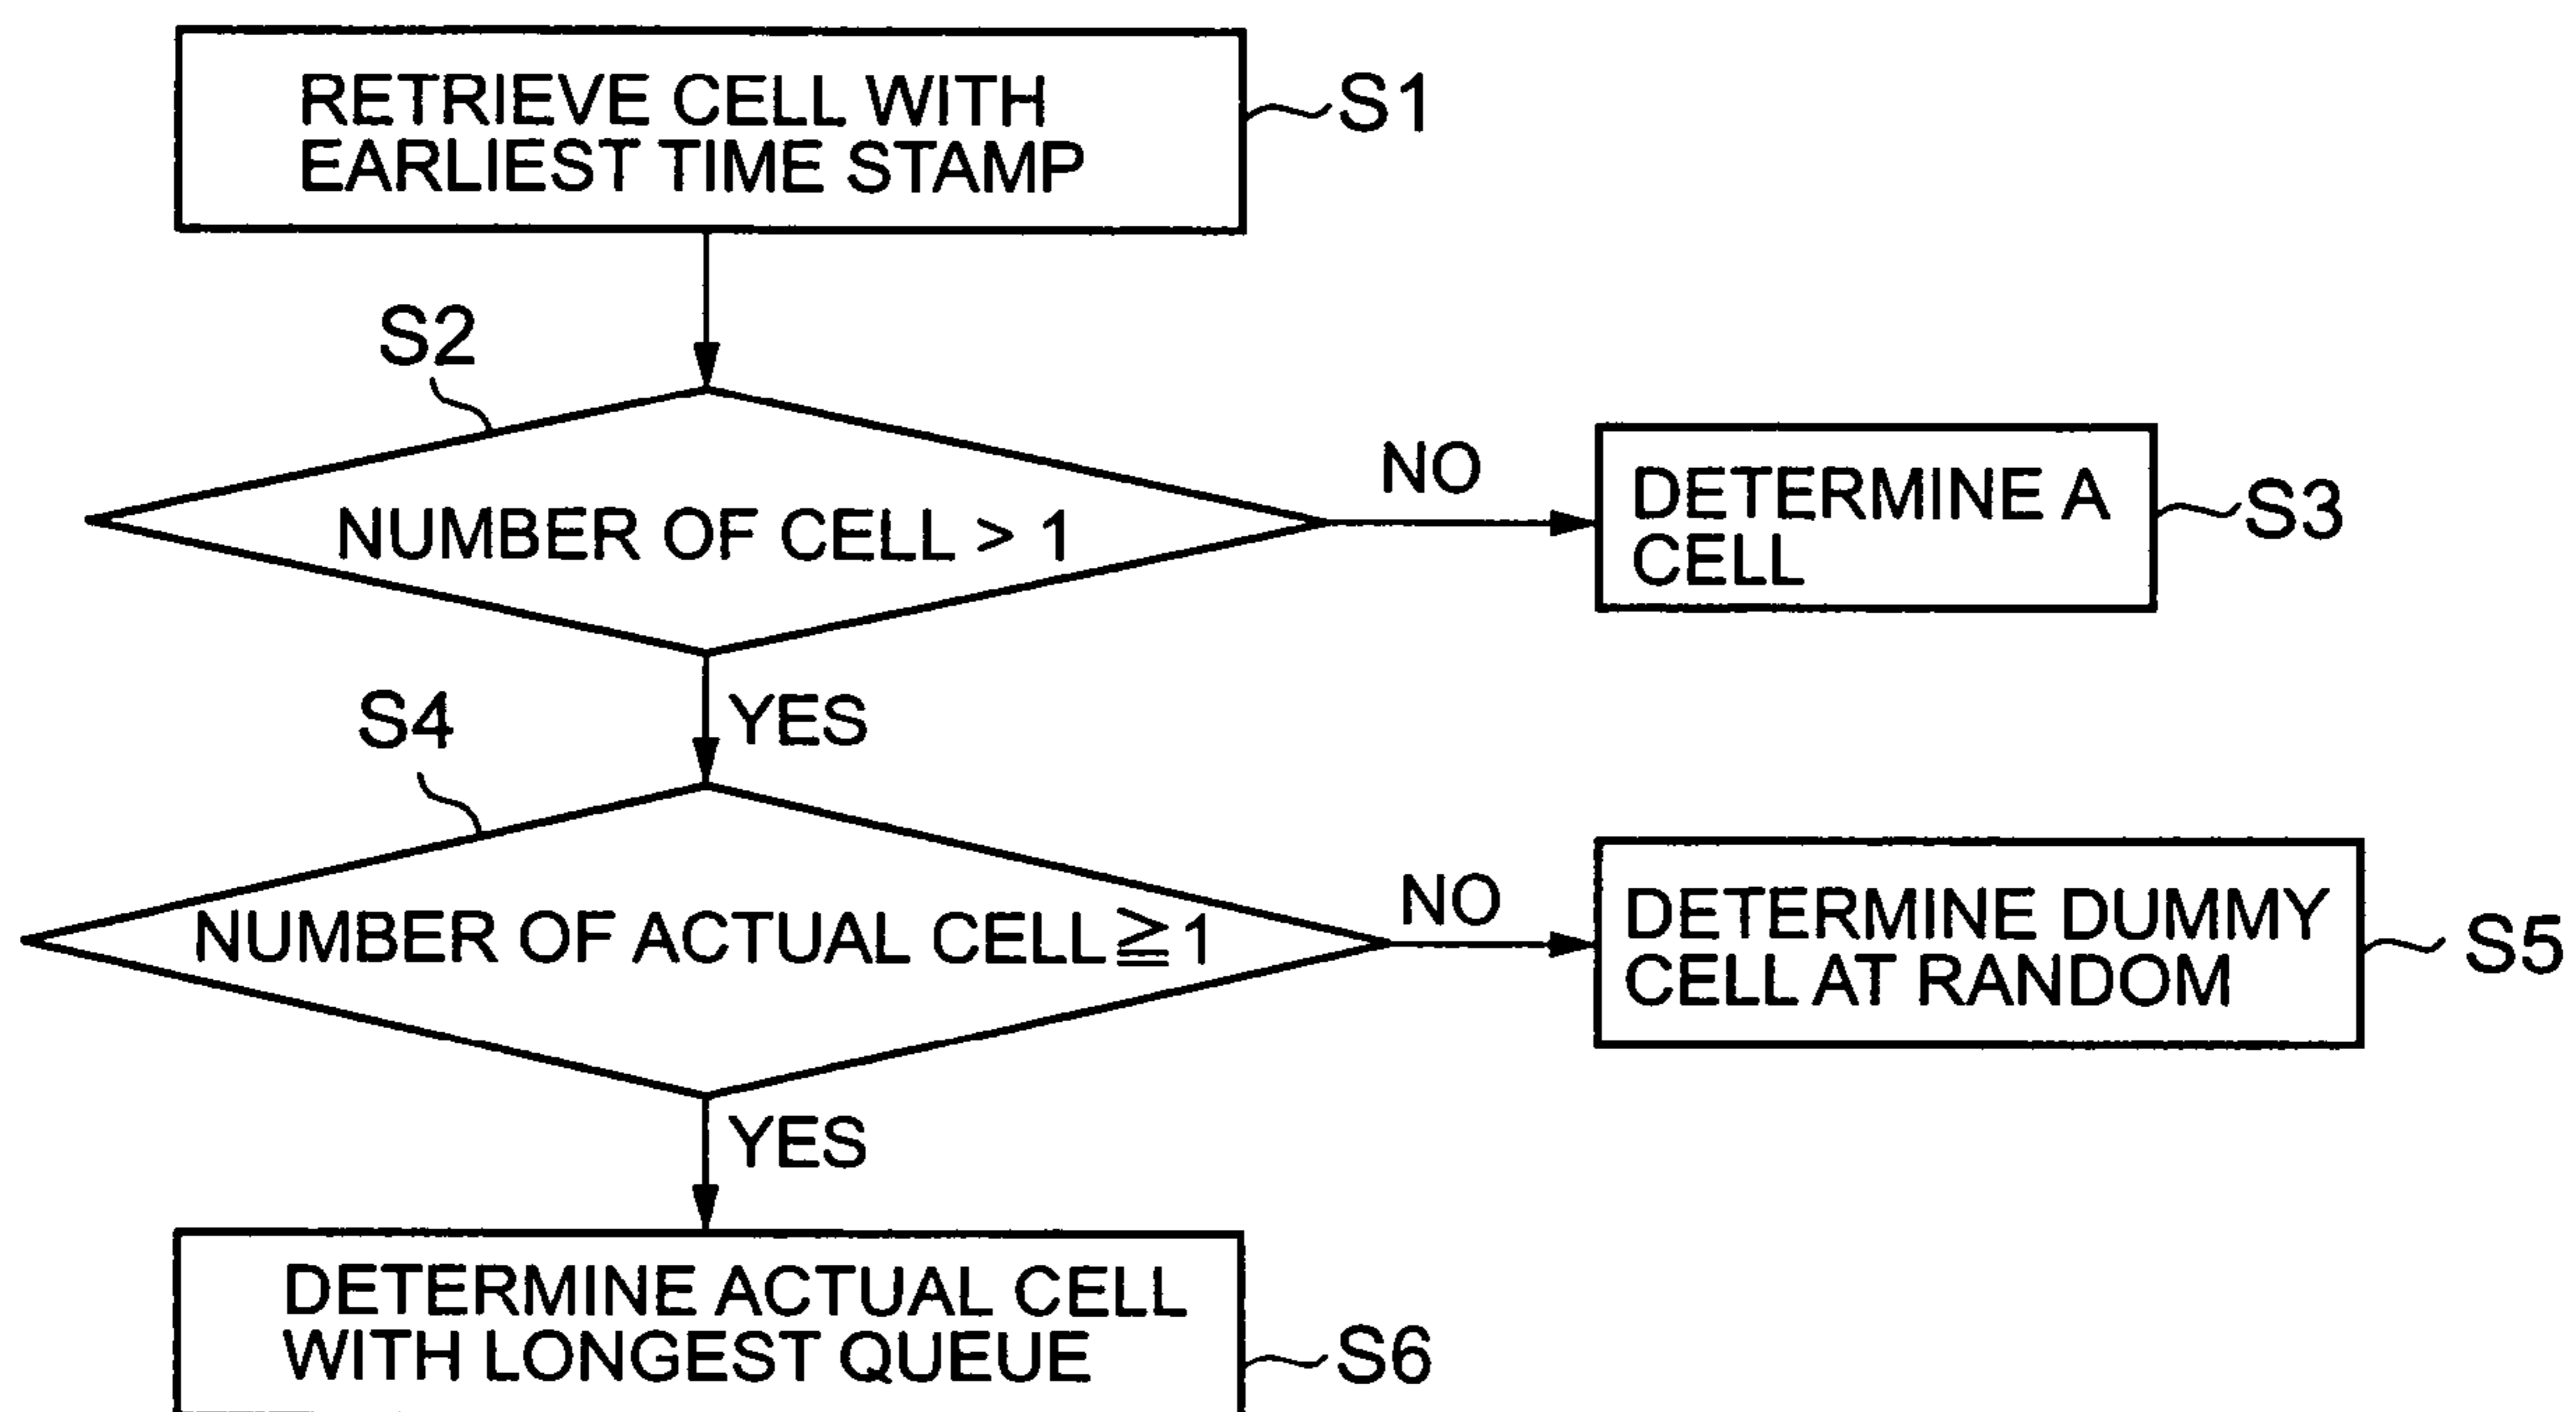 RETRIEVE CELL WITH
EARLIEST TIME STAMP
S1
S2
NUMBER OF CELL > 1
NO
DETERMINE A
CELL
S3
YES
S4
NUMBER OF ACTUAL CELL ≧ 1
NO
DETERMINE DUMMY
CELL AT RANDOM
S5
YES
DETERMINE ACTUAL CELL
WITH LONGEST QUEUE
S6